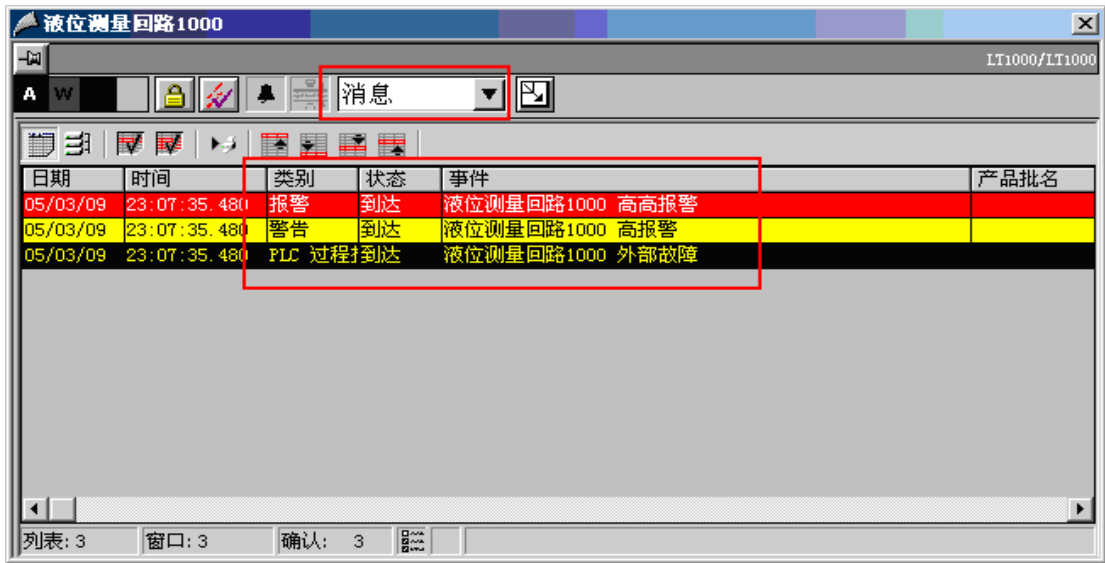 液位测量回路1000
LT1000/LT1000
A W 消息
日期 时间 类别 状态 事件 产品批名
05/03/09 23:07:35.480 报警 到达 液位测量回路1000 高高报警
05/03/09 23:07:35.480 警告 到达 液位测量回路1000 高报警
05/03/09 23:07:35.480 PLC 过程 到达 液位测量回路1000 外部故障
列表: 3 窗口: 3 确认: 3